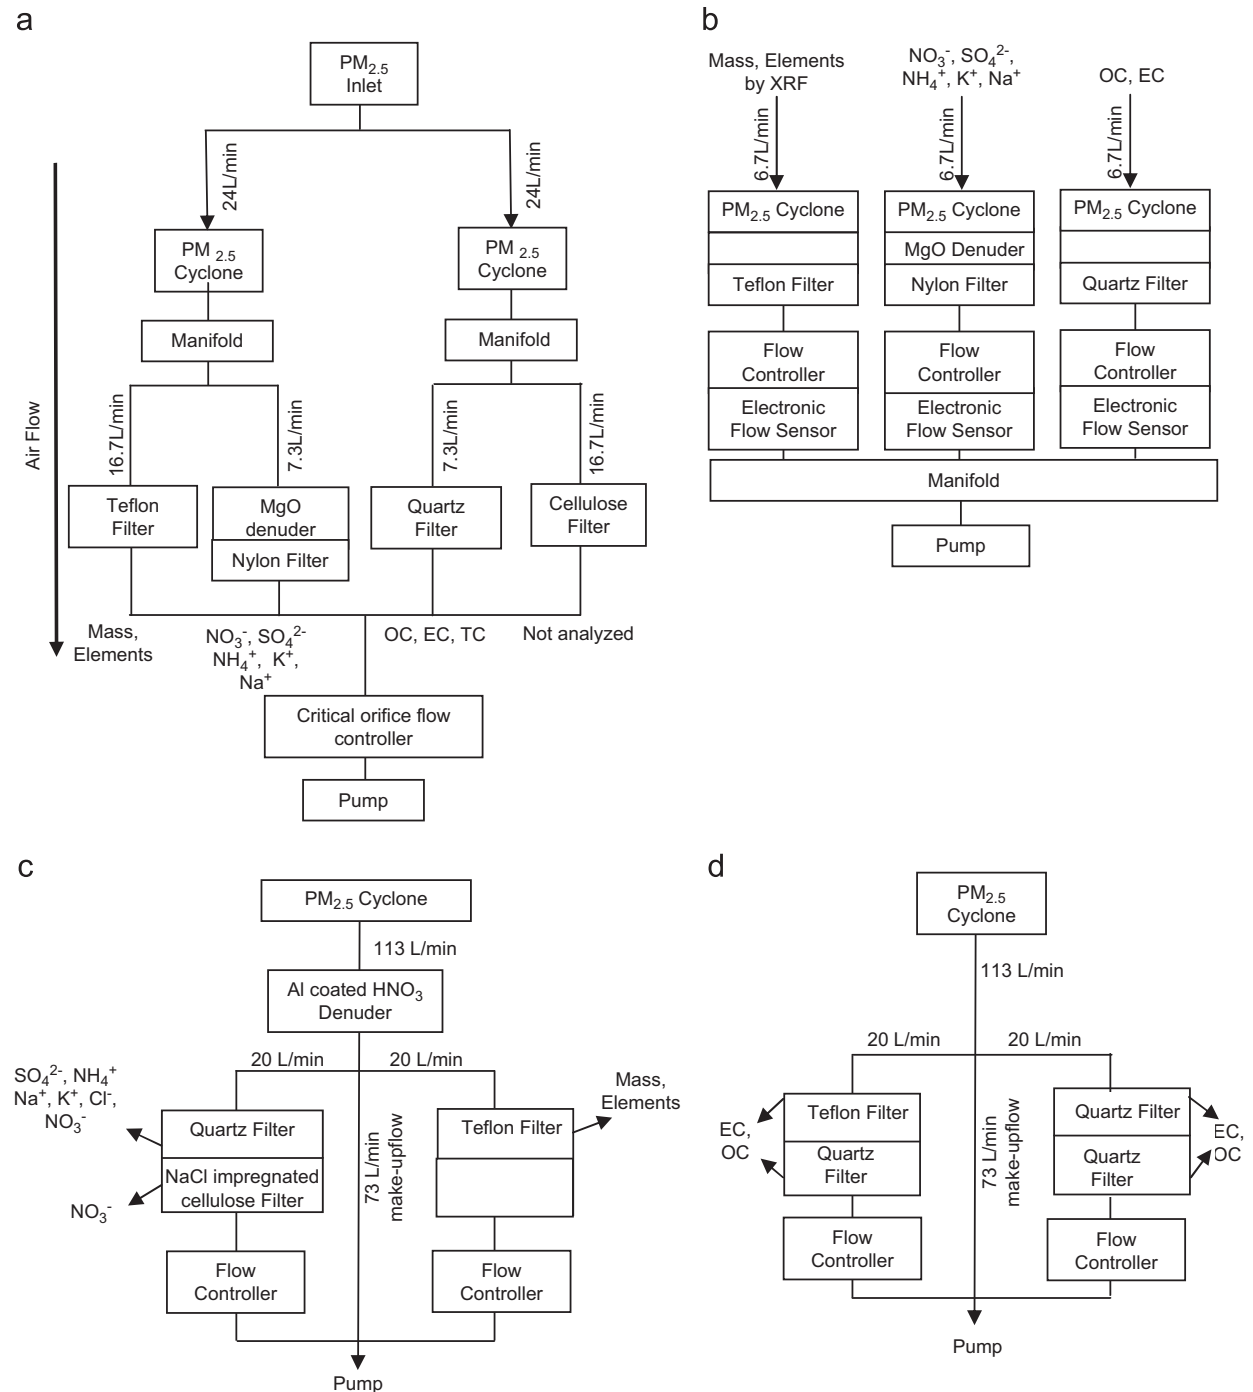 a
PM2.5
Inlet
24L/min
24L/min
PM 2.5
Cyclone
PM 2.5
Cyclone
Manifold
Manifold
Air Flow
16.7L/min
7.3L/min
7.3L/min
16.7L/min
Teflon
Filter
MgO
denuder
Nylon Filter
Quartz
Filter
Cellulose
Filter
Mass,
Elements
NO3-, SO42-
NH4+, K+,
Na+
OC, EC, TC
Not analyzed
Critical orifice flow
controller
Pump
b
Mass, Elements
by XRF
NO3-, SO42-,
NH4+, K+, Na+
OC, EC
6.7L/min
6.7L/min
6.7L/min
PM2.5 Cyclone
Teflon Filter
PM2.5 Cyclone
MgO Denuder
Nylon Filter
PM2.5 Cyclone
Quartz Filter
Flow
Controller
Electronic
Flow Sensor
Flow
Controller
Electronic
Flow Sensor
Flow
Controller
Electronic
Flow Sensor
Manifold
Pump
c
PM2.5 Cyclone
113 L/min
Al coated HNO3
Denuder
20 L/min
20 L/min
SO42-, NH4+
Na+, K+, Cl-,
NO3-
NO3-
Quartz Filter
NaCl impregnated
cellulose Filter
73 L/min
make-upflow
Teflon Filter
Mass,
Elements
Flow
Controller
Flow
Controller
Pump
d
PM2.5
Cyclone
113 L/min
20 L/min
20 L/min
EC,
OC
Teflon Filter
Quartz
Filter
73 L/min
make-upflow
Quartz Filter
Quartz
Filter
EC,
OC
Flow
Controller
Flow
Controller
Pump